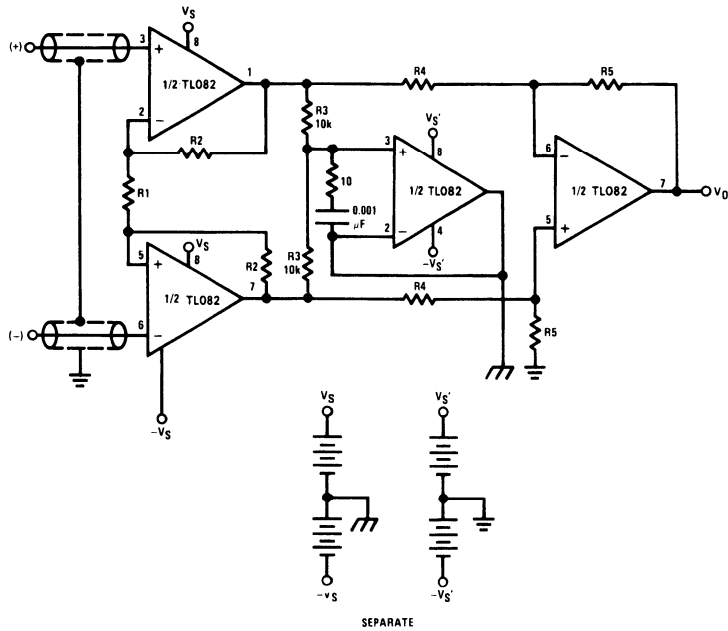 VS
8
(+)
3
+
1/2 TL082
1
2
−
R2
R1
R3
10k
R4
R5
VS'
8
3
+
10
1/2 TL082
0.001
μF
2
−
4
−VS'
6
−
1/2 TL082
7
VO
5
+
VS
8
5
+
R2
R3
10k
1/2 TL082
7
R4
R5
(−)
6
−
−VS
VS
VS'
−VS
−VS'
SEPARATE